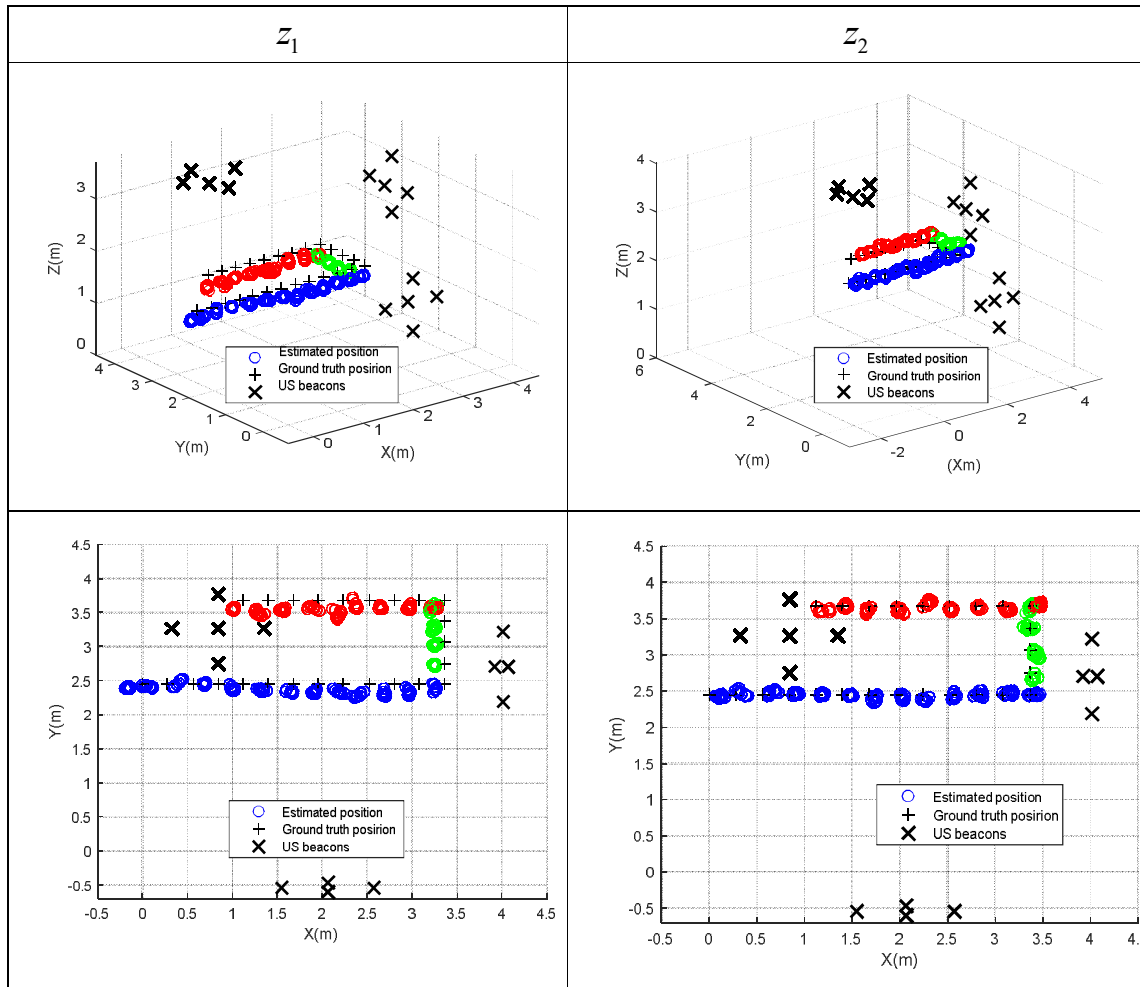 z1
z2
3
2
1
0
Z(m)
4
3
2
1
0
Y(m)
0
1
2
3
4
X(m)
Estimated position
Ground truth posirion
US beacons
4
3
2
1
0
Z(m)
6
4
2
0
Y(m)
-2
0
2
4
(Xm)
Estimated position
Ground truth posirion
US beacons
4.5
4
3.5
3
2.5
2
1.5
1
0.5
0
-0.5
Y(m)
-0.5
0
0.5
1
1.5
2
2.5
3
3.5
4
4.5
X(m)
Estimated position
Ground truth posirion
US beacons
4.5
4
3.5
3
2.5
2
1.5
1
0.5
0
-0.5
Y(m)
-0.5
0
0.5
1
1.5
2
2.5
3
3.5
4
4.
X(m)
Estimated position
Ground truth posirion
US beacons